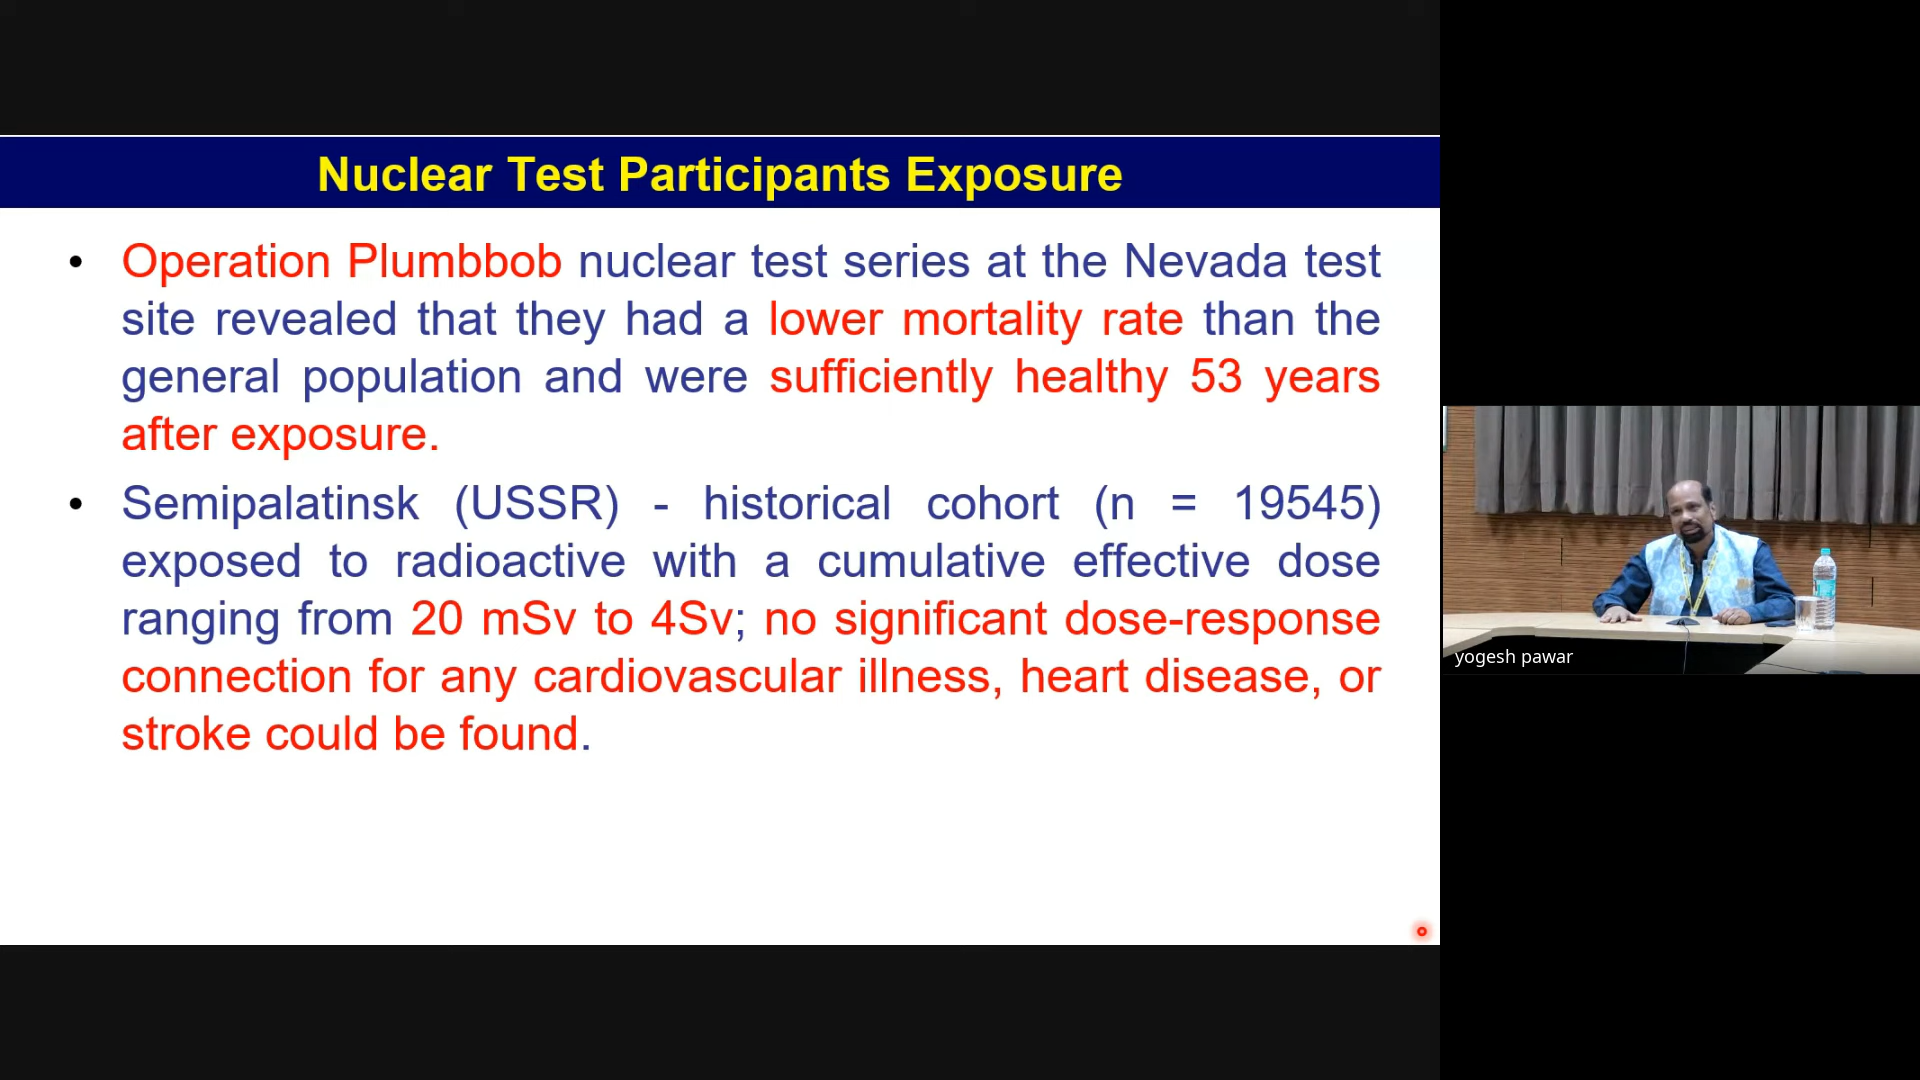 Nuclear Test Participants Exposure
• Operation Plumbbob nuclear test series at the Nevada test
site revealed that they had a lower mortality rate than the
general population and were sufficiently healthy 53 years
after exposure.
• Semipalatinsk (USSR) - historical cohort (n = 19545)
exposed to radioactive with a cumulative effective dose
ranging from 20 mSv to 4Sv; no significant dose-response
connection for any cardiovascular illness, heart disease, or
stroke could be found.
yogesh pawar